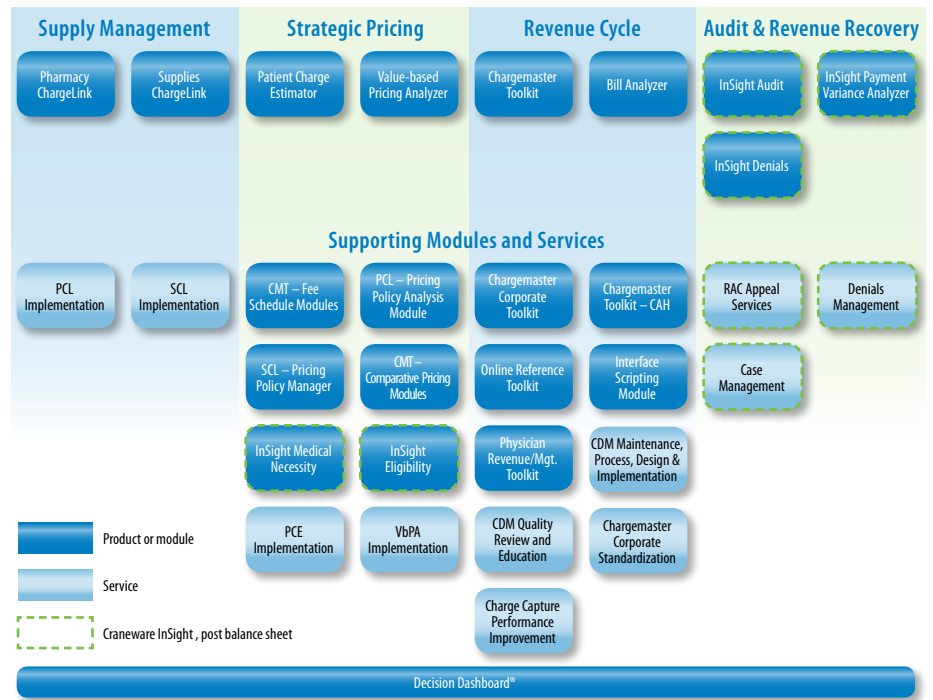 Supply Management
Strategic Pricing
Revenue Cycle
Audit & Revenue Recovery
Pharmacy
ChargeLink
Supplies
ChargeLink
Patient Charge
Estimator
Value-based
Pricing Analyzer
Chargemaster
Toolkit
Bill Analyzer
InSight Audit
InSight Payment
Variance Analyzer
InSight Denials
Supporting Modules and Services
PCL
Implementation
SCL
Implementation
CMT – Fee
Schedule Modules
PCL – Pricing
Policy Analysis
Module
Chargemaster
Corporate
Toolkit
Chargemaster
Toolkit – CAH
RAC Appeal
Services
Denials
Management
SCL – Pricing
Policy Manager
CMT –
Comparative Pricing
Modules
Online Reference
Toolkit
Interface
Scripting
Module
Case
Management
InSight Medical
Necessity
InSight
Eligibility
Physician
Revenue/Mgt.
Toolkit
CDM Maintenance,
Process, Design &
Implementation
PCE
Implementation
VbPA
Implementation
CDM Quality
Review and
Education
Chargemaster
Corporate
Standardization
Charge Capture
Performance
Improvement
Product or module
Service
Craneware InSight , post balance sheet
Decision Dashboard®